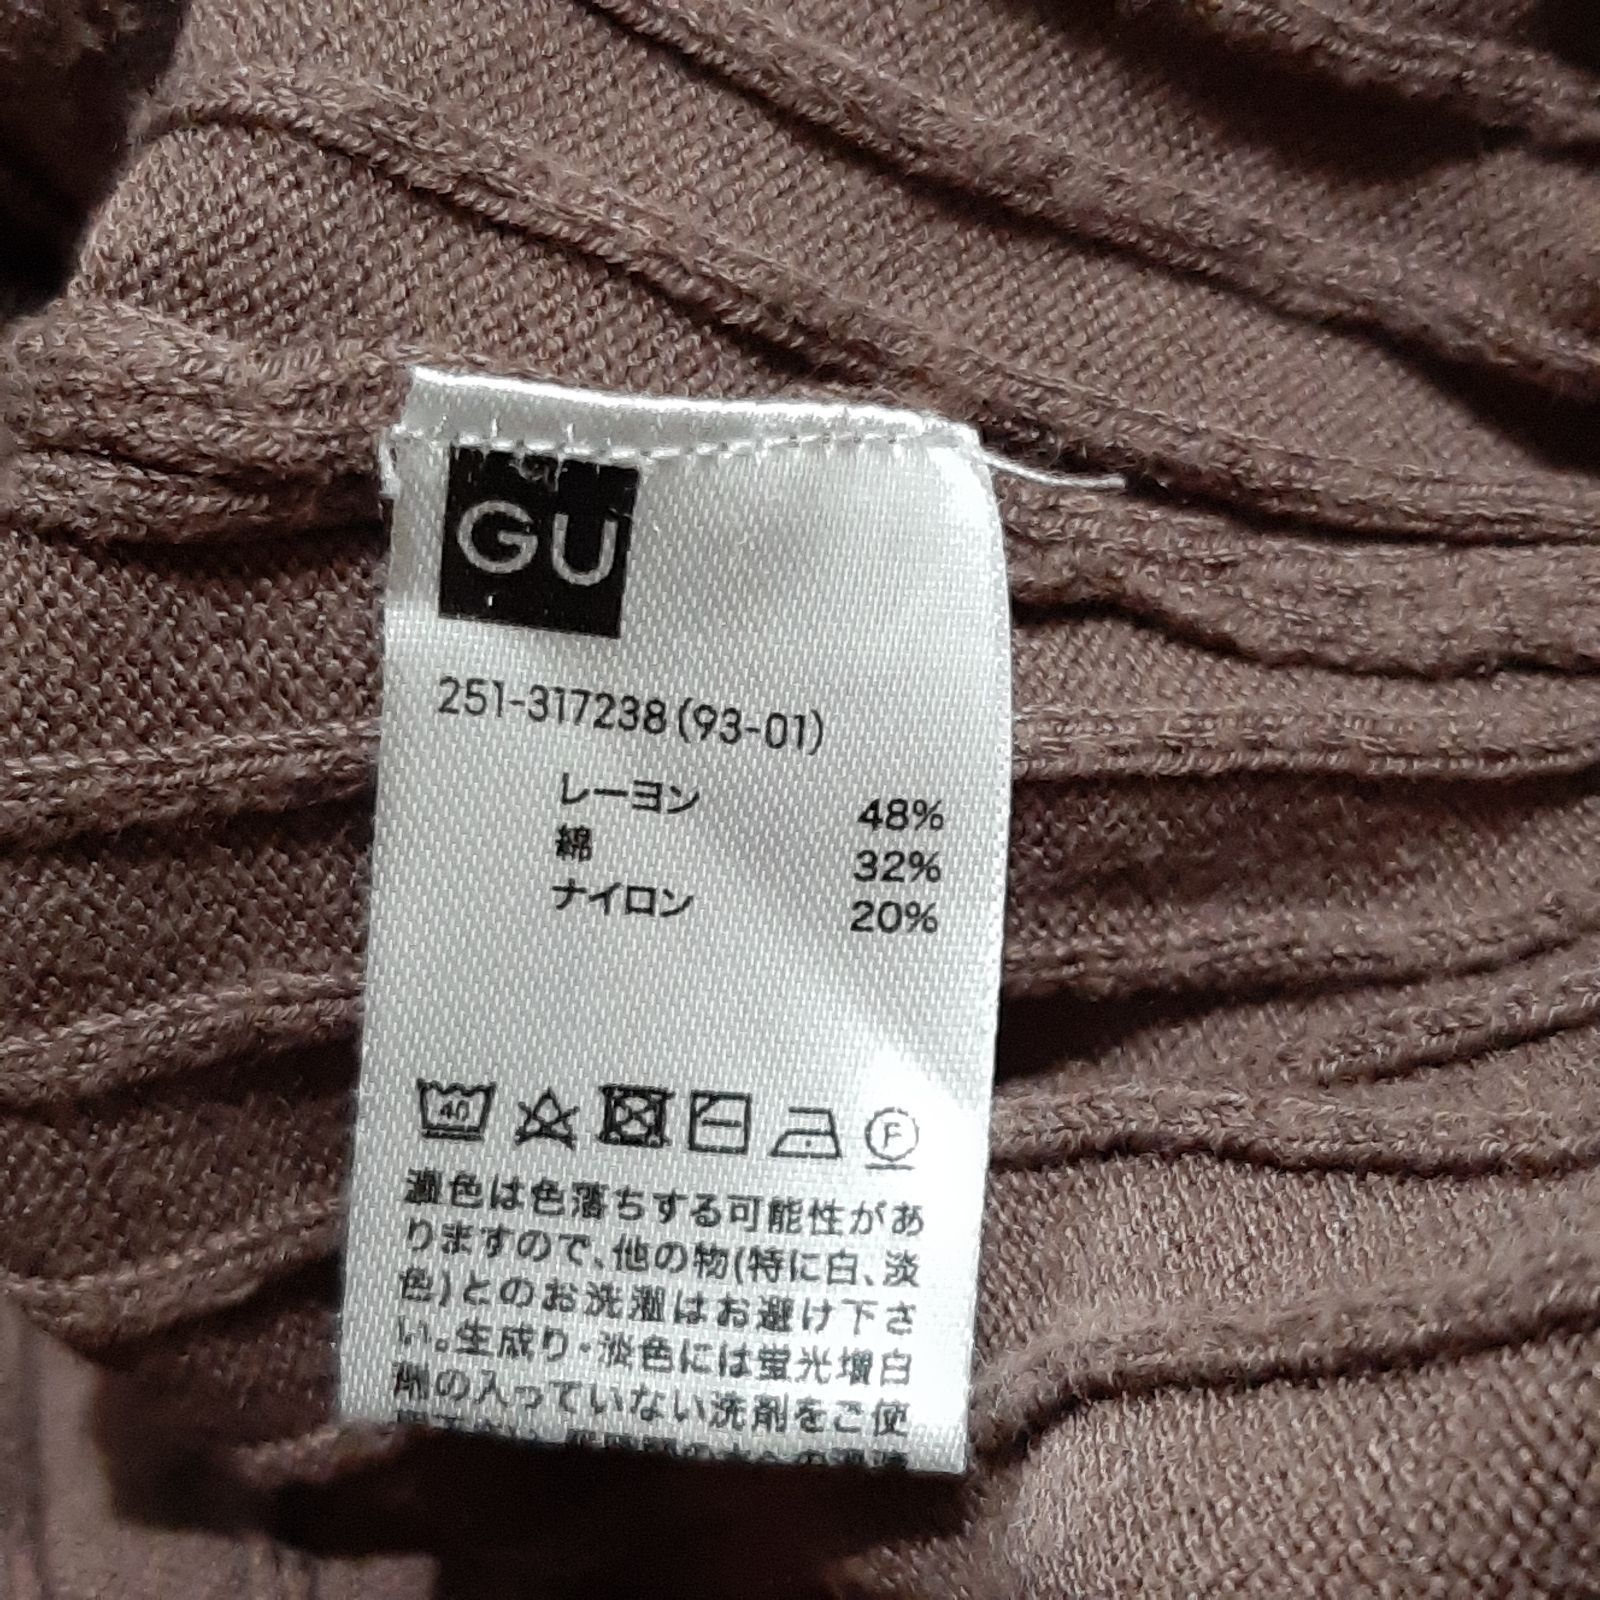 GU
251-317238(93-01)
レーヨン 48%
綿 32%
ナイロン 20%
40 F
濃色は色落ちする可能性があ
りますので、他の物(特に白、淡
色)とのお洗濯はお避け下さ
い。生成り・淡色には蛍光増白
剤の入っていない洗剤をご使